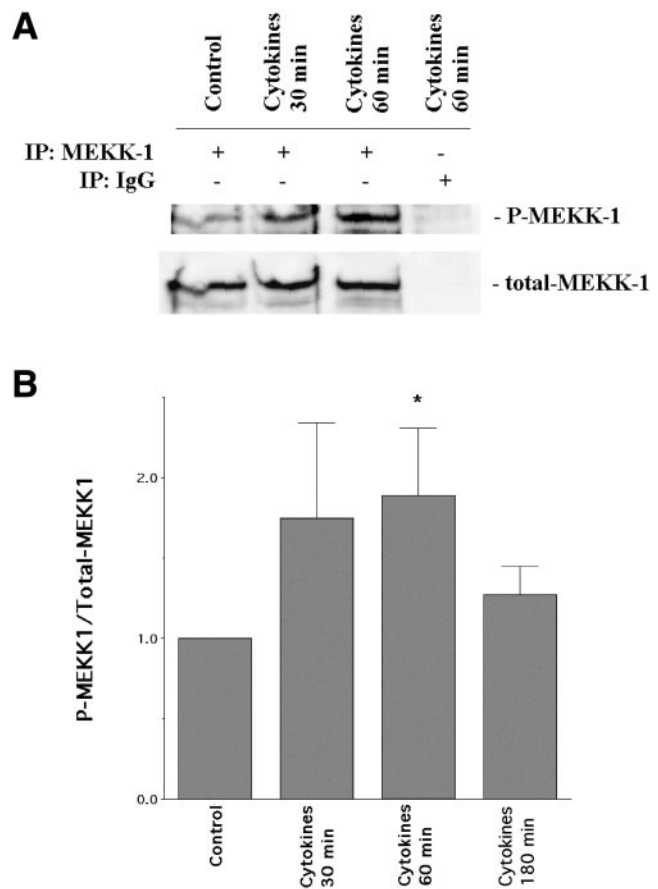 A
Control
Cytokines
30 min
Cytokines
60 min
Cytokines
60 min
IP: MEKK-1 + + + -
IP: IgG - - - +
- P-MEKK-1
- total-MEKK-1
B
*
P-MEKK1/Total-MEKK1
2.0
1.0
0.0
Control
Cytokines
30 min
Cytokines
60 min
Cytokines
180 min